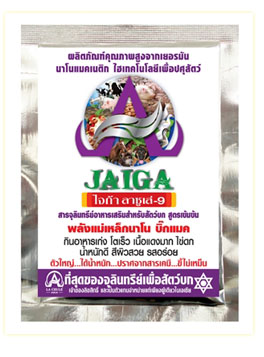 ผลิตภัณฑ์คุณภาพสูงจากเยอรมัน
นาโนแมคเนติก ไฮเทคโนโลยีเพื่อปศุสัตว์
JAIGA
ไจก้า ตาชูเล่-9
สารจุลินทรีย์อาหารเสริมสำหรับสัตว์บก สูตรเข้มข้น
พลังแม่เหล็กนาโน บิ๊กแมค
กินอาหารเก่ง โตเร็ว เนื้อแดงมาก ไข่ดก
น้ำหนักดี สีผิวสวย รสอร่อย
ตัวใหญ่...ได้น้ำหนัก...ปราศจากสารเคมี...ขี้ไม่เหม็น
ที่สุดของจุลินทรีย์เพื่อสัตว์บก